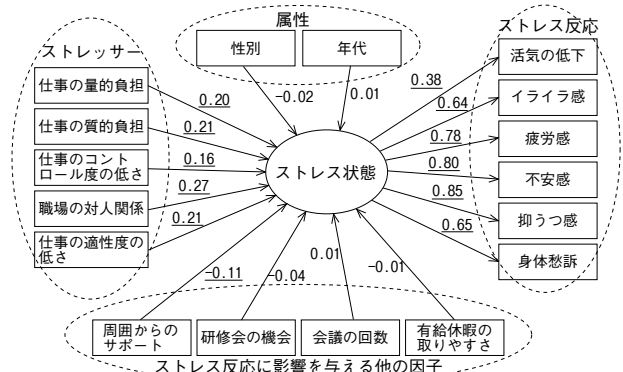 属性
性別
年代
ストレッサー
仕事の量的負担
仕事の質的負担
仕事のコント
ロール度の低さ
職場の対人関係
仕事の適性度の
低さ
0.20
0.21
0.16
0.27
0.21
-0.02
0.01
ストレス状態
ストレス反応
活気の低下
イライラ感
疲労感
不安感
抑うつ感
身体愁訴
0.38
0.64
0.78
0.80
0.85
0.65
-0.11
-0.04
0.01
-0.01
周囲からの
サポート
研修会の機会
会議の回数
有給休暇の
取りやすさ
ストレス反応に影響を与える他の因子